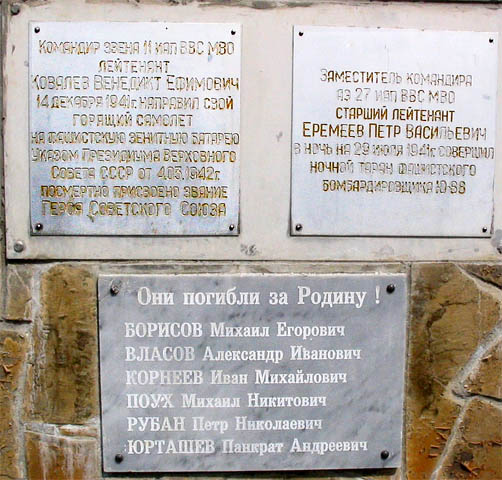 Командир звена 11 иап ВВС МВО
лейтенант
Ковалев Венедикт Ефимович
14 декабря 1941г. направил свой
горящий самолет
на фашистскую зенитную батарею
Указом Президиума Верховного
Совета СССР от 4.03.1942г.
посмертно присвоено звание
Героя Советского Союза
Заместитель командира
аэ 27 иап ВВС МВО
старший лейтенант
Еремеев Петр Васильевич
в ночь на 29 июля 1941г. совершил
ночной таран фашистского
бомбардировщика Ю-88
Они погибли за Родину !
БОРИСОВ Михаил Егорович
ВЛАСОВ Александр Иванович
КОРНЕЕВ Иван Михайлович
ПОУХ Михаил Никитович
РУБАН Петр Николаевич
ЮРТАШЕВ Панкрат Андреевич